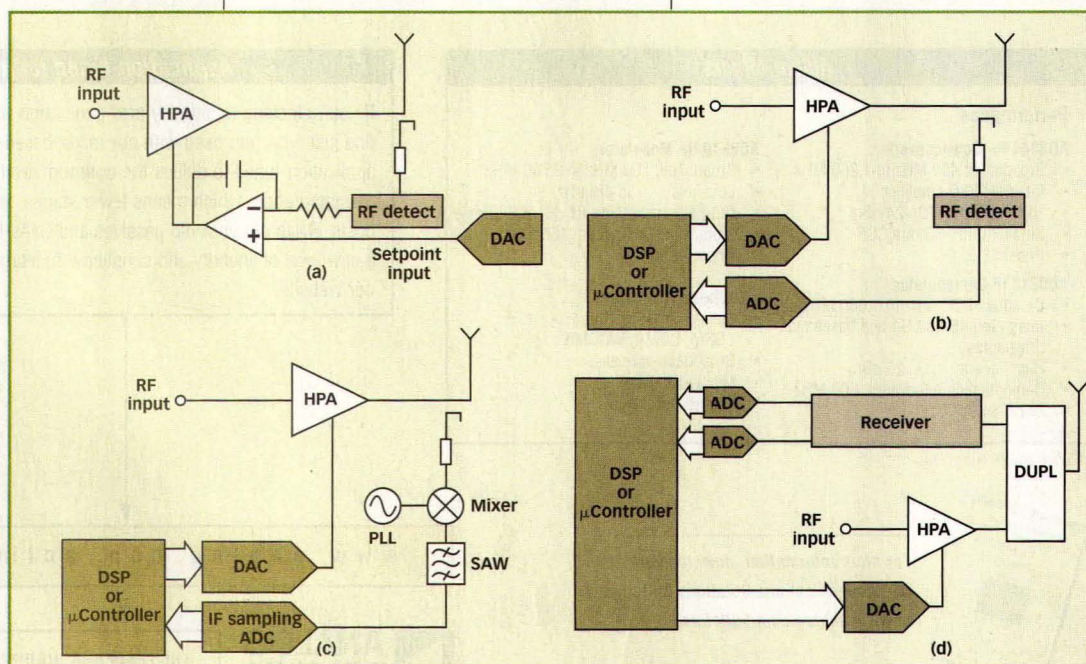 RF
input
HPA
RF detect
DAC
Setpoint
input
(a)
RF
input
HPA
RF detect
DSP
or
µController
DAC
ADC
(b)
RF
input
HPA
Mixer
PLL
SAW
DSP
or
µController
DAC
IF sampling
ADC
(c)
DSP
or
µController
ADC
ADC
Receiver
DUPL
RF
input
HPA
DAC
(d)